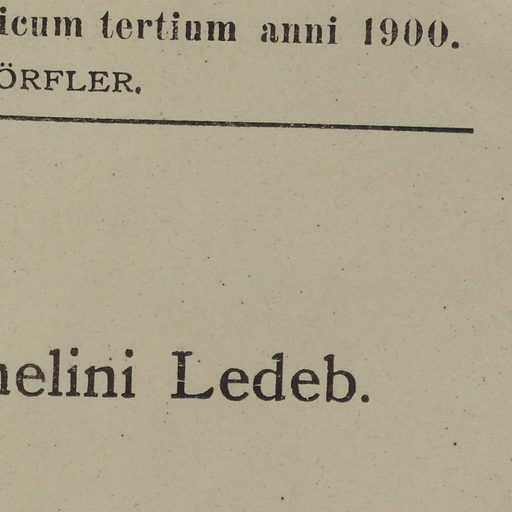 icum tertium anni 1900.
ÖRFLER.
nelini Ledeb.